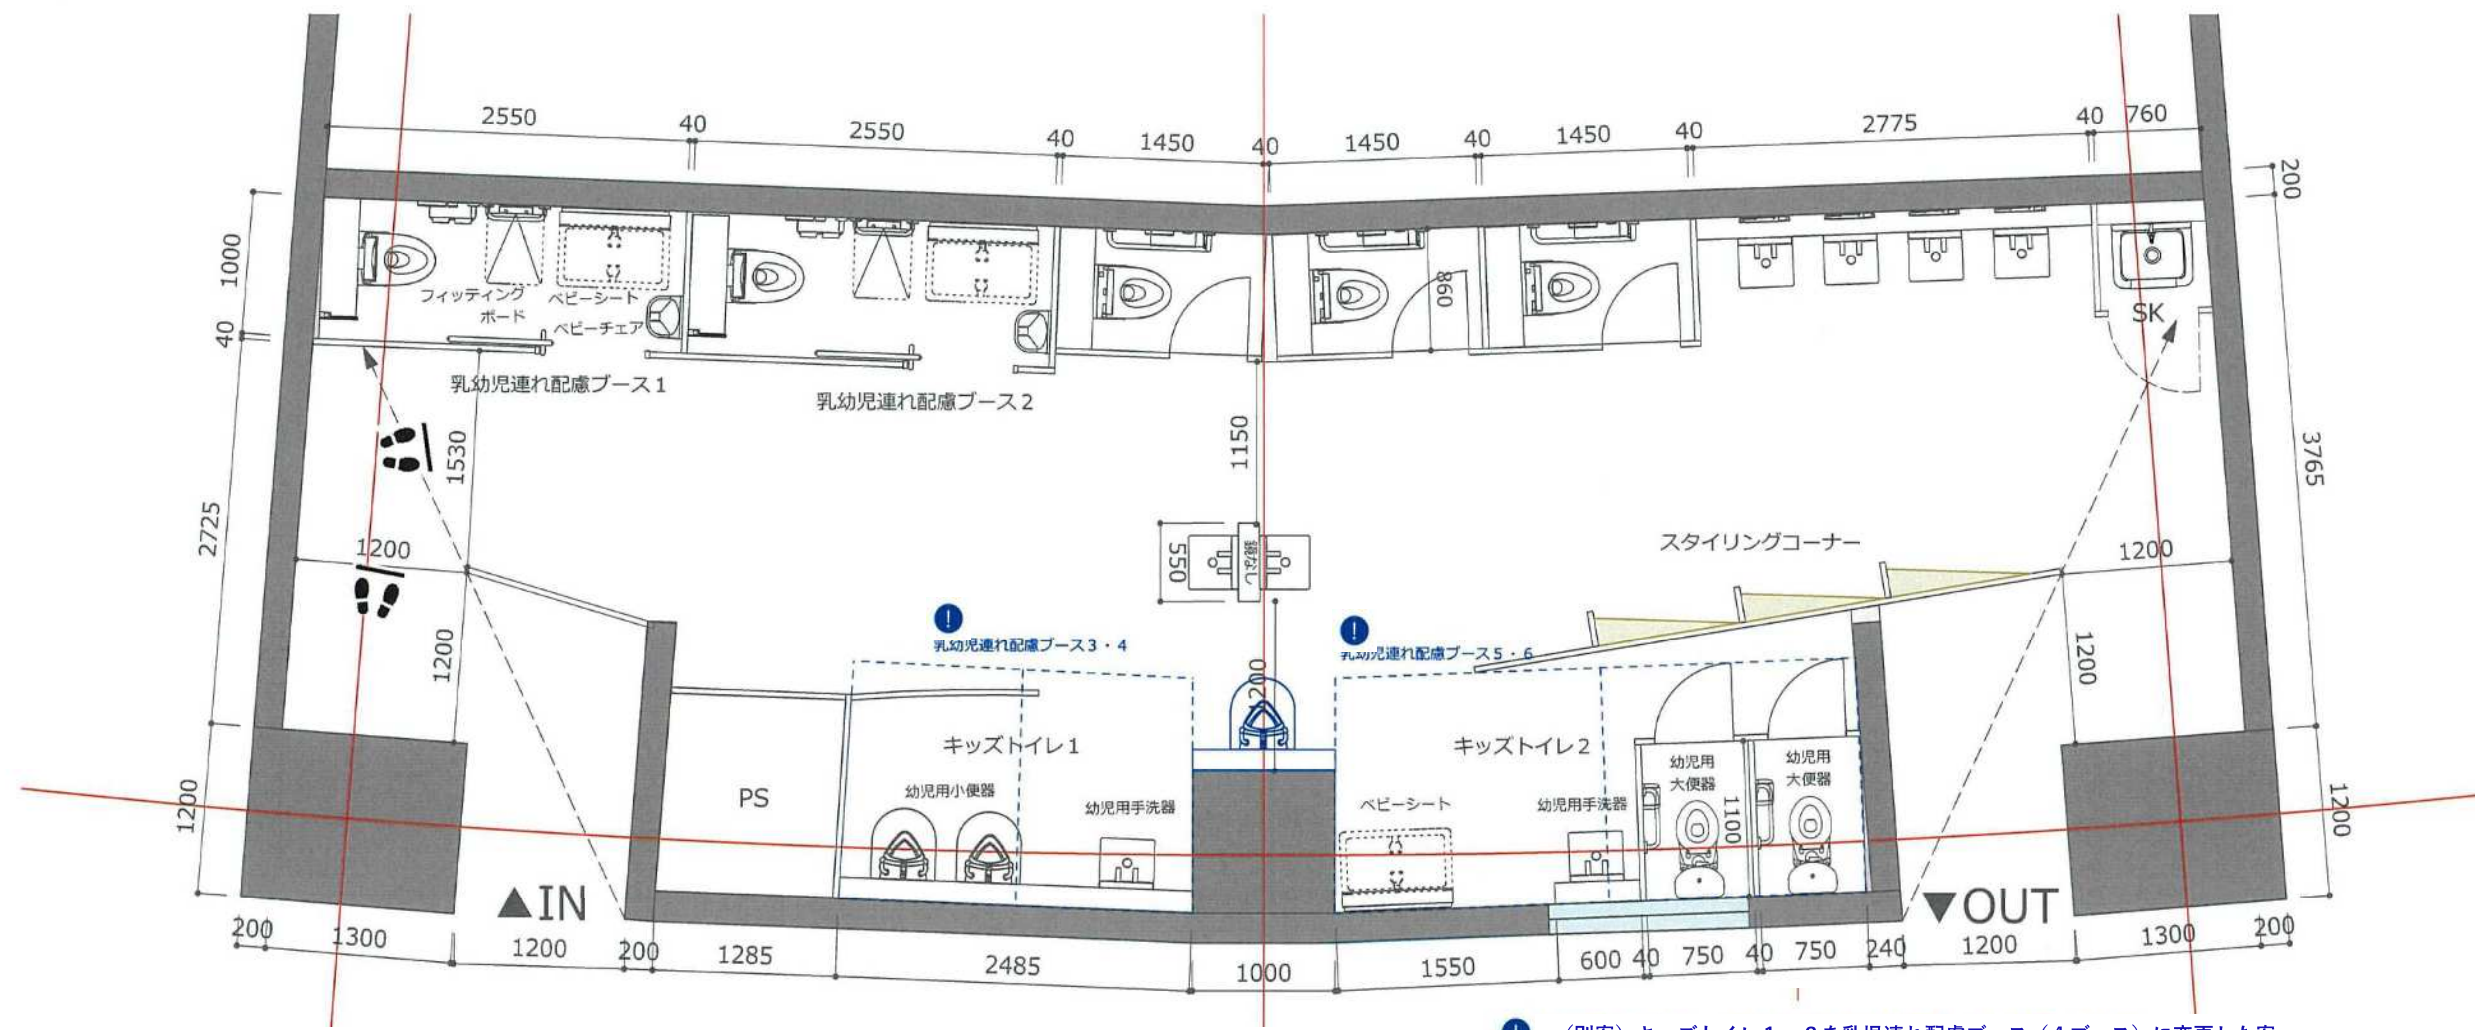 2550
40
2550
40
1450
40
1450
40
1450
40
2775
40
760
200
1000
40
2725
1200
3765
1200
フィッティング
ボード
ベビーシート
ベビーチェア
860
SK
乳幼児連れ配慮ブース1
乳幼児連れ配慮ブース2
1530
1150
1200
550
鏡なし
スタイリングコーナー
1200
1200
1200
1200
!
乳幼児連れ配慮ブース3・4
!
乳幼児連れ配慮ブース5・6
キッズトイレ1
キッズトイレ2
PS
幼児用小便器
幼児用手洗器
ベビーシート
幼児用手洗器
幼児用
大便器
1100
幼児用
大便器
▲IN
▼OUT
200
1300
1200
200
1285
2485
1000
1550
600
40
750
40
750
240
1200
1300
200